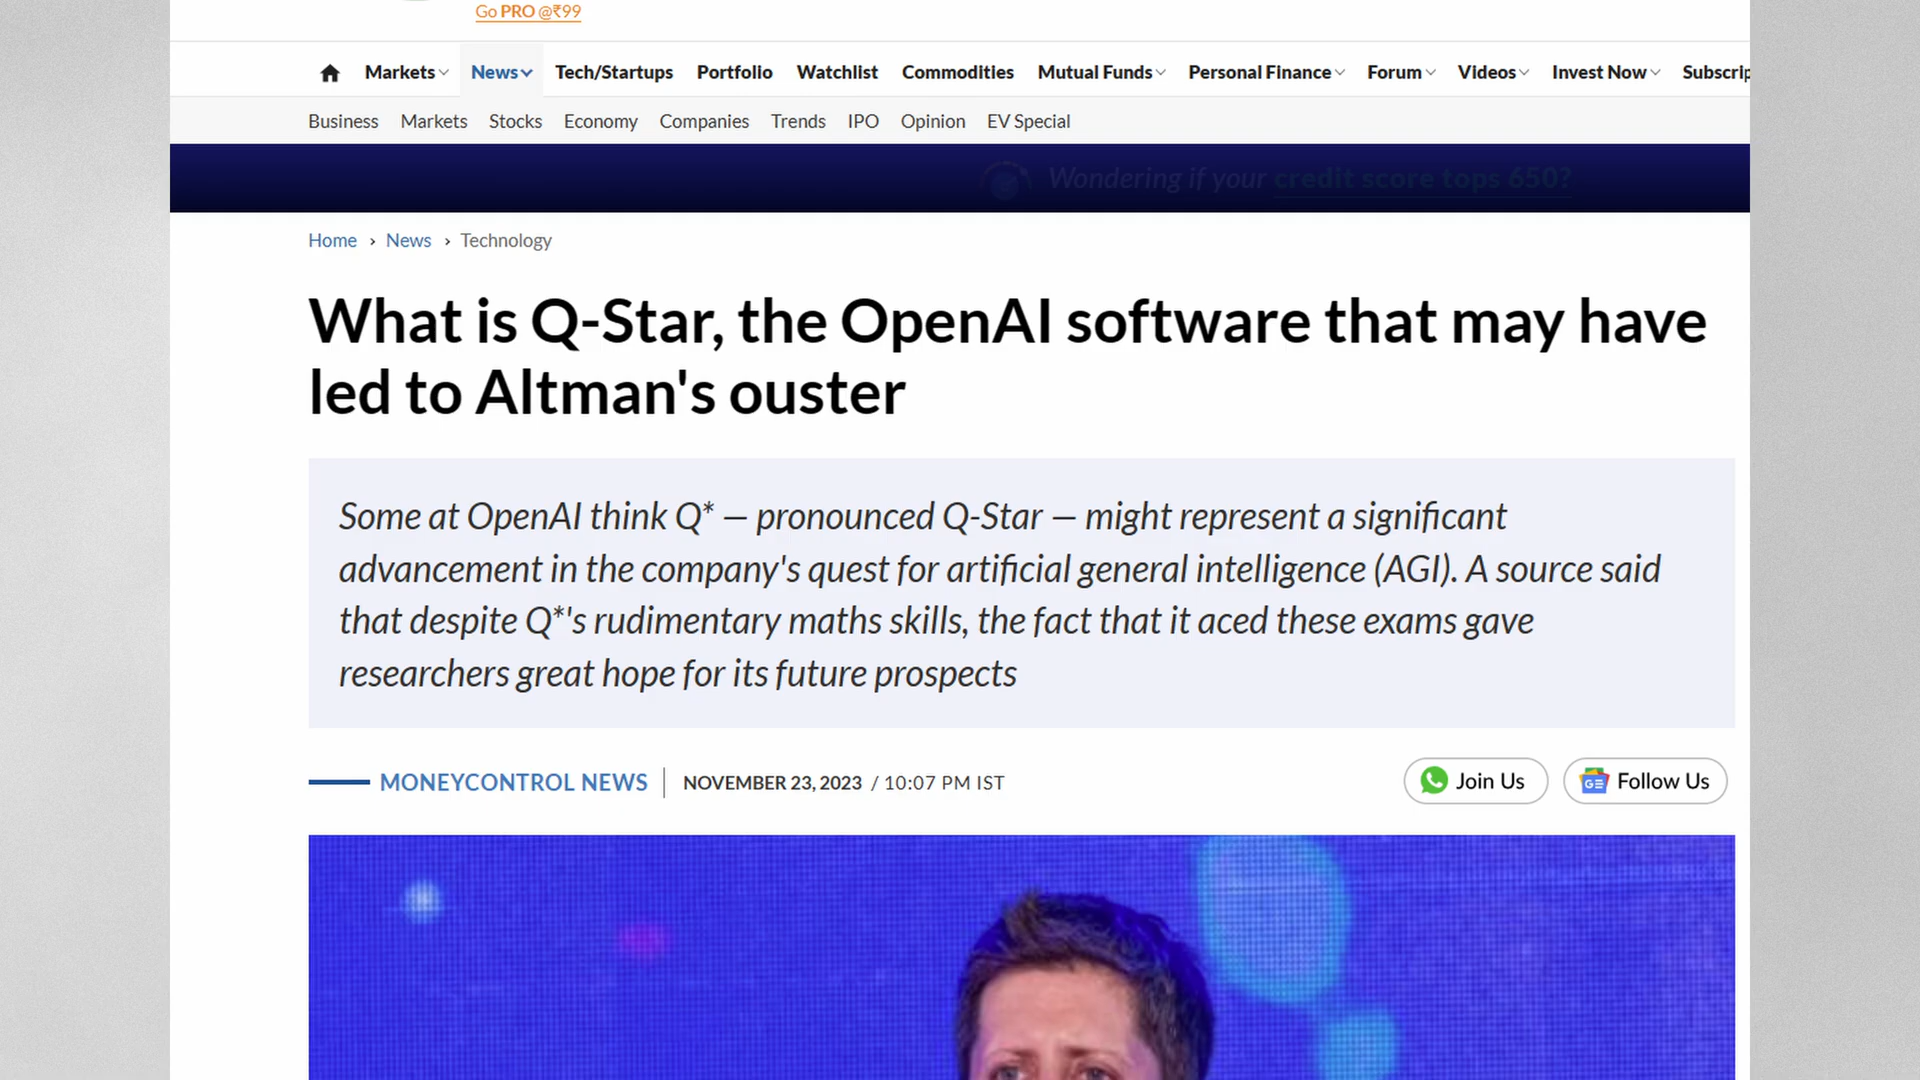 Go PRO @₹99
Markets News Tech/Startups Portfolio Watchlist Commodities Mutual Funds Personal Finance Forum Videos Invest Now Subscrip
Business Markets Stocks Economy Companies Trends IPO Opinion EV Special
Wondering if your credit score tops 650?
Home › News › Technology
What is Q-Star, the OpenAI software that may have
led to Altman's ouster
Some at OpenAI think Q* — pronounced Q-Star — might represent a significant
advancement in the company's quest for artificial general intelligence (AGI). A source said
that despite Q*'s rudimentary maths skills, the fact that it aced these exams gave
researchers great hope for its future prospects
MONEYCONTROL NEWS NOVEMBER 23, 2023 / 10:07 PM IST
Join Us
GE Follow Us